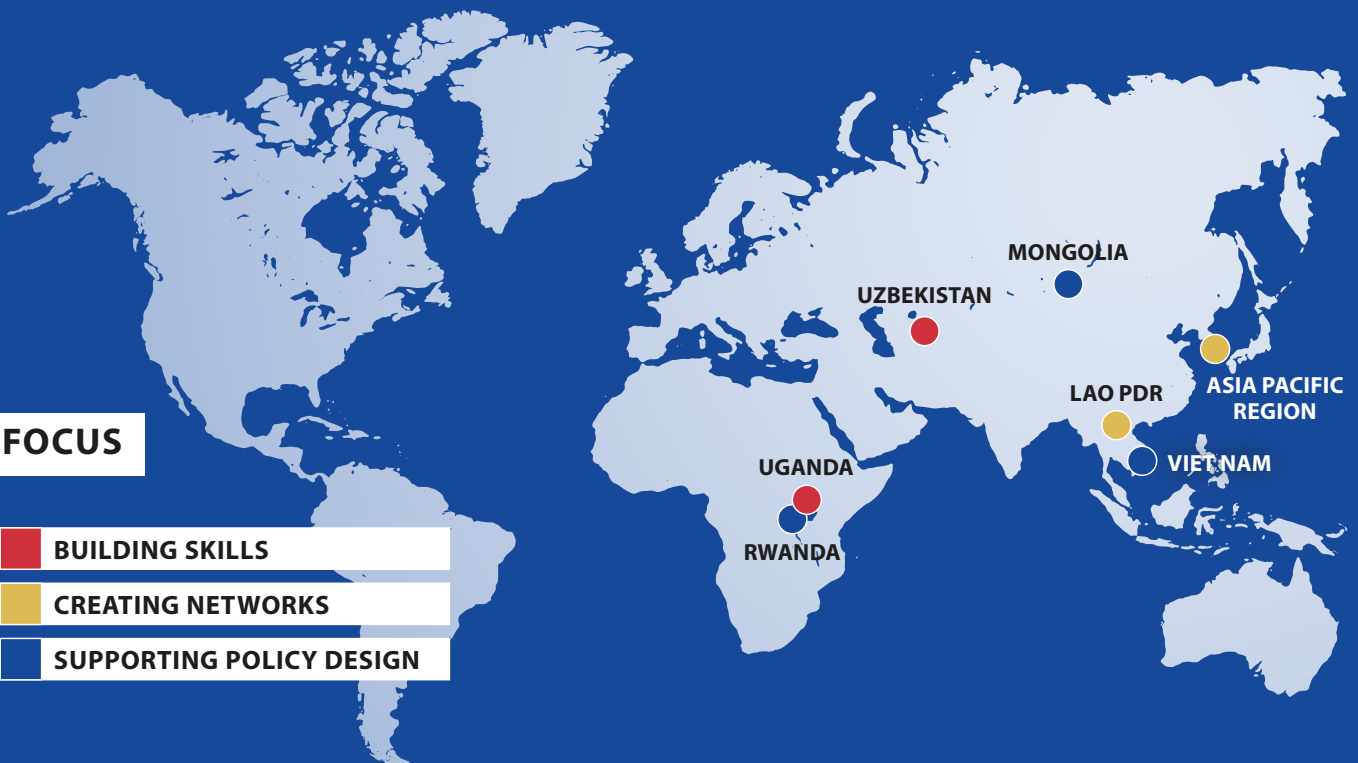 MONGOLIA
UZBEKISTAN
ASIA PACIFIC
REGION
LAO PDR
VIET NAM
UGANDA
RWANDA
FOCUS
BUILDING SKILLS
CREATING NETWORKS
SUPPORTING POLICY DESIGN